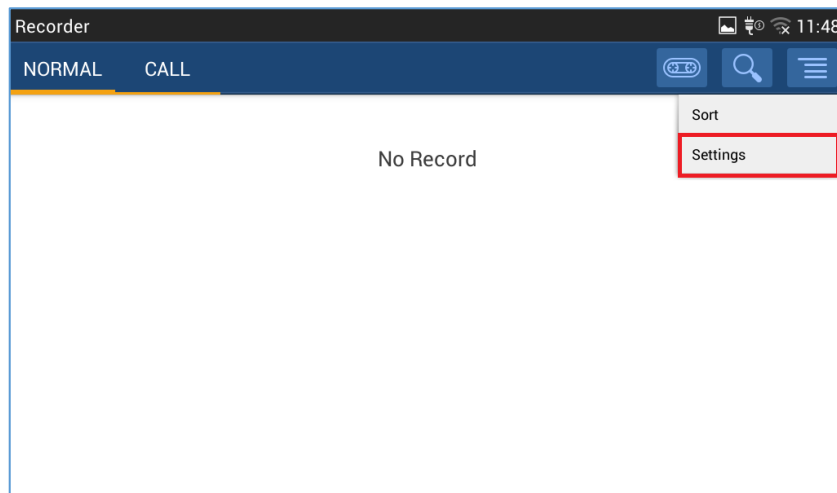 Recorder 11:48
NORMAL CALL
Sort
Settings
No Record